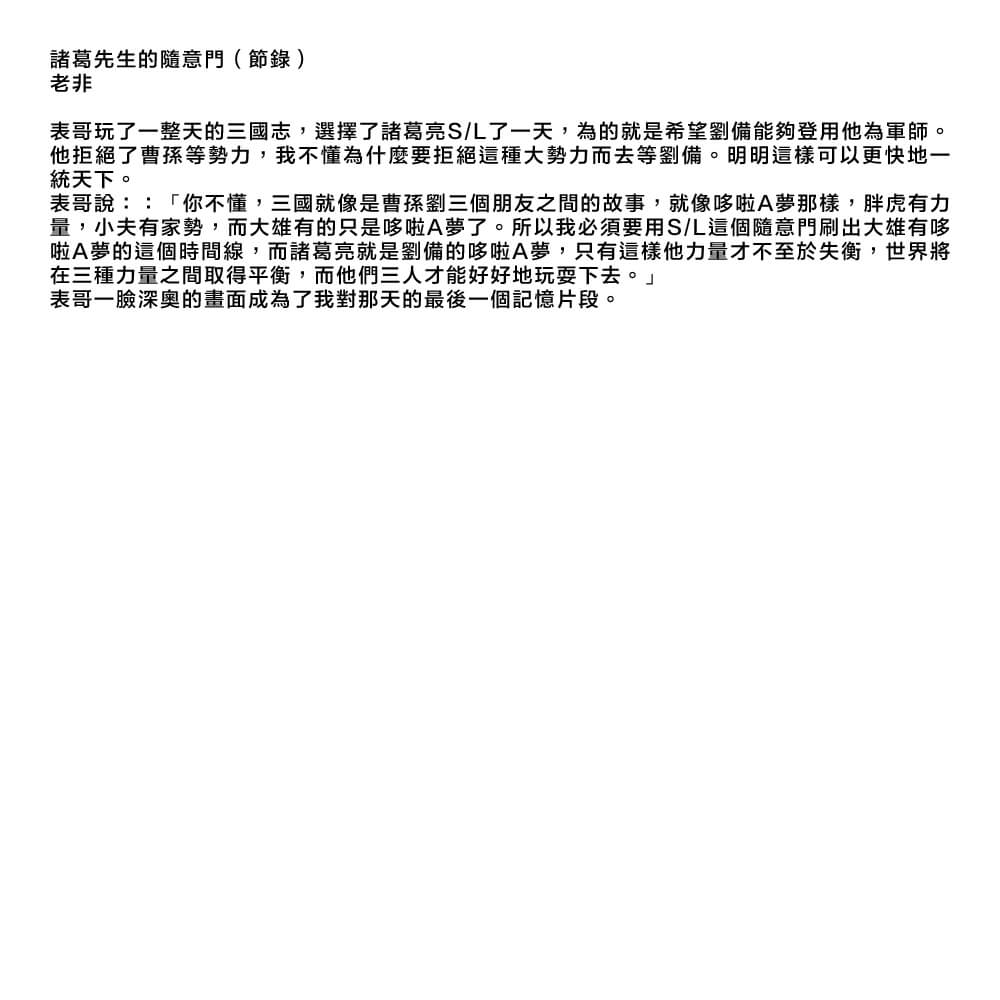 諸葛先生的隨意門（節錄）
老非
表哥玩了一整天的三國志，選擇了諸葛亮S/L了一天，為的就是希望劉備能夠登用他為軍師。
他拒絕了曹孫等勢力，我不懂為什麼要拒絕這種大勢力而去等劉備。明明這樣可以更快地一
統天下。
表哥說：：「你不懂，三國就像是曹孫劉三個朋友之間的故事，就像哆啦A夢那樣，胖虎有力
量，小夫有家勢，而大雄有的只是哆啦A夢了。所以我必須要用S/L這個隨意門刷出大雄有哆
啦A夢的這個時間線，而諸葛亮就是劉備的哆啦A夢，只有這樣他力量才不至於失衡，世界將
在三種力量之間取得平衡，而他們三人才能好好地玩耍下去。」
表哥一臉深奧的畫面成為了我對那天的最後一個記憶片段。